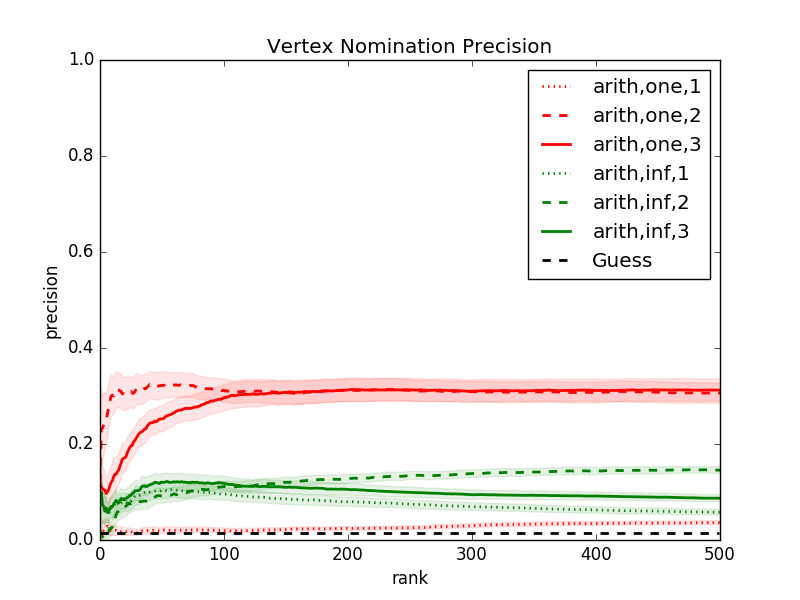 Vertex Nomination Precision
1.0
0.8
0.6
0.4
0.2
0.0
precision
arith,one,1
arith,one,2
arith,one,3
arith,inf,1
arith,inf,2
arith,inf,3
Guess
0 100 200 300 400 500
rank